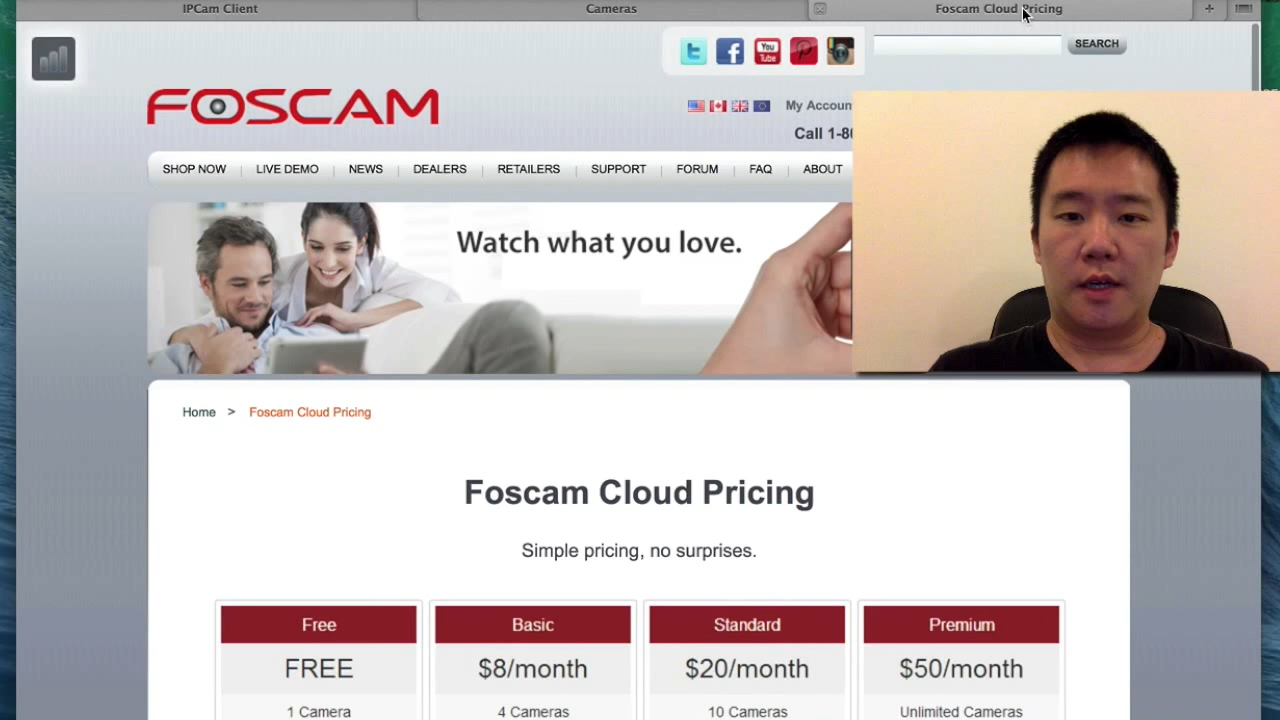 IPCam Client
Cameras
Foscam Cloud Pricing
You
Tube
SEARCH
FOSCAM
My Accoun
Call 1-80
SHOP NOW
LIVE DEMO
NEWS
DEALERS
RETAILERS
SUPPORT
FORUM
FAQ
ABOUT
Watch what you love.
Home > Foscam Cloud Pricing
Foscam Cloud Pricing
Simple pricing, no surprises.
Free
Basic
Standard
Premium
FREE
$8/month
$20/month
$50/month
1 Camera
4 Cameras
10 Cameras
Unlimited Cameras